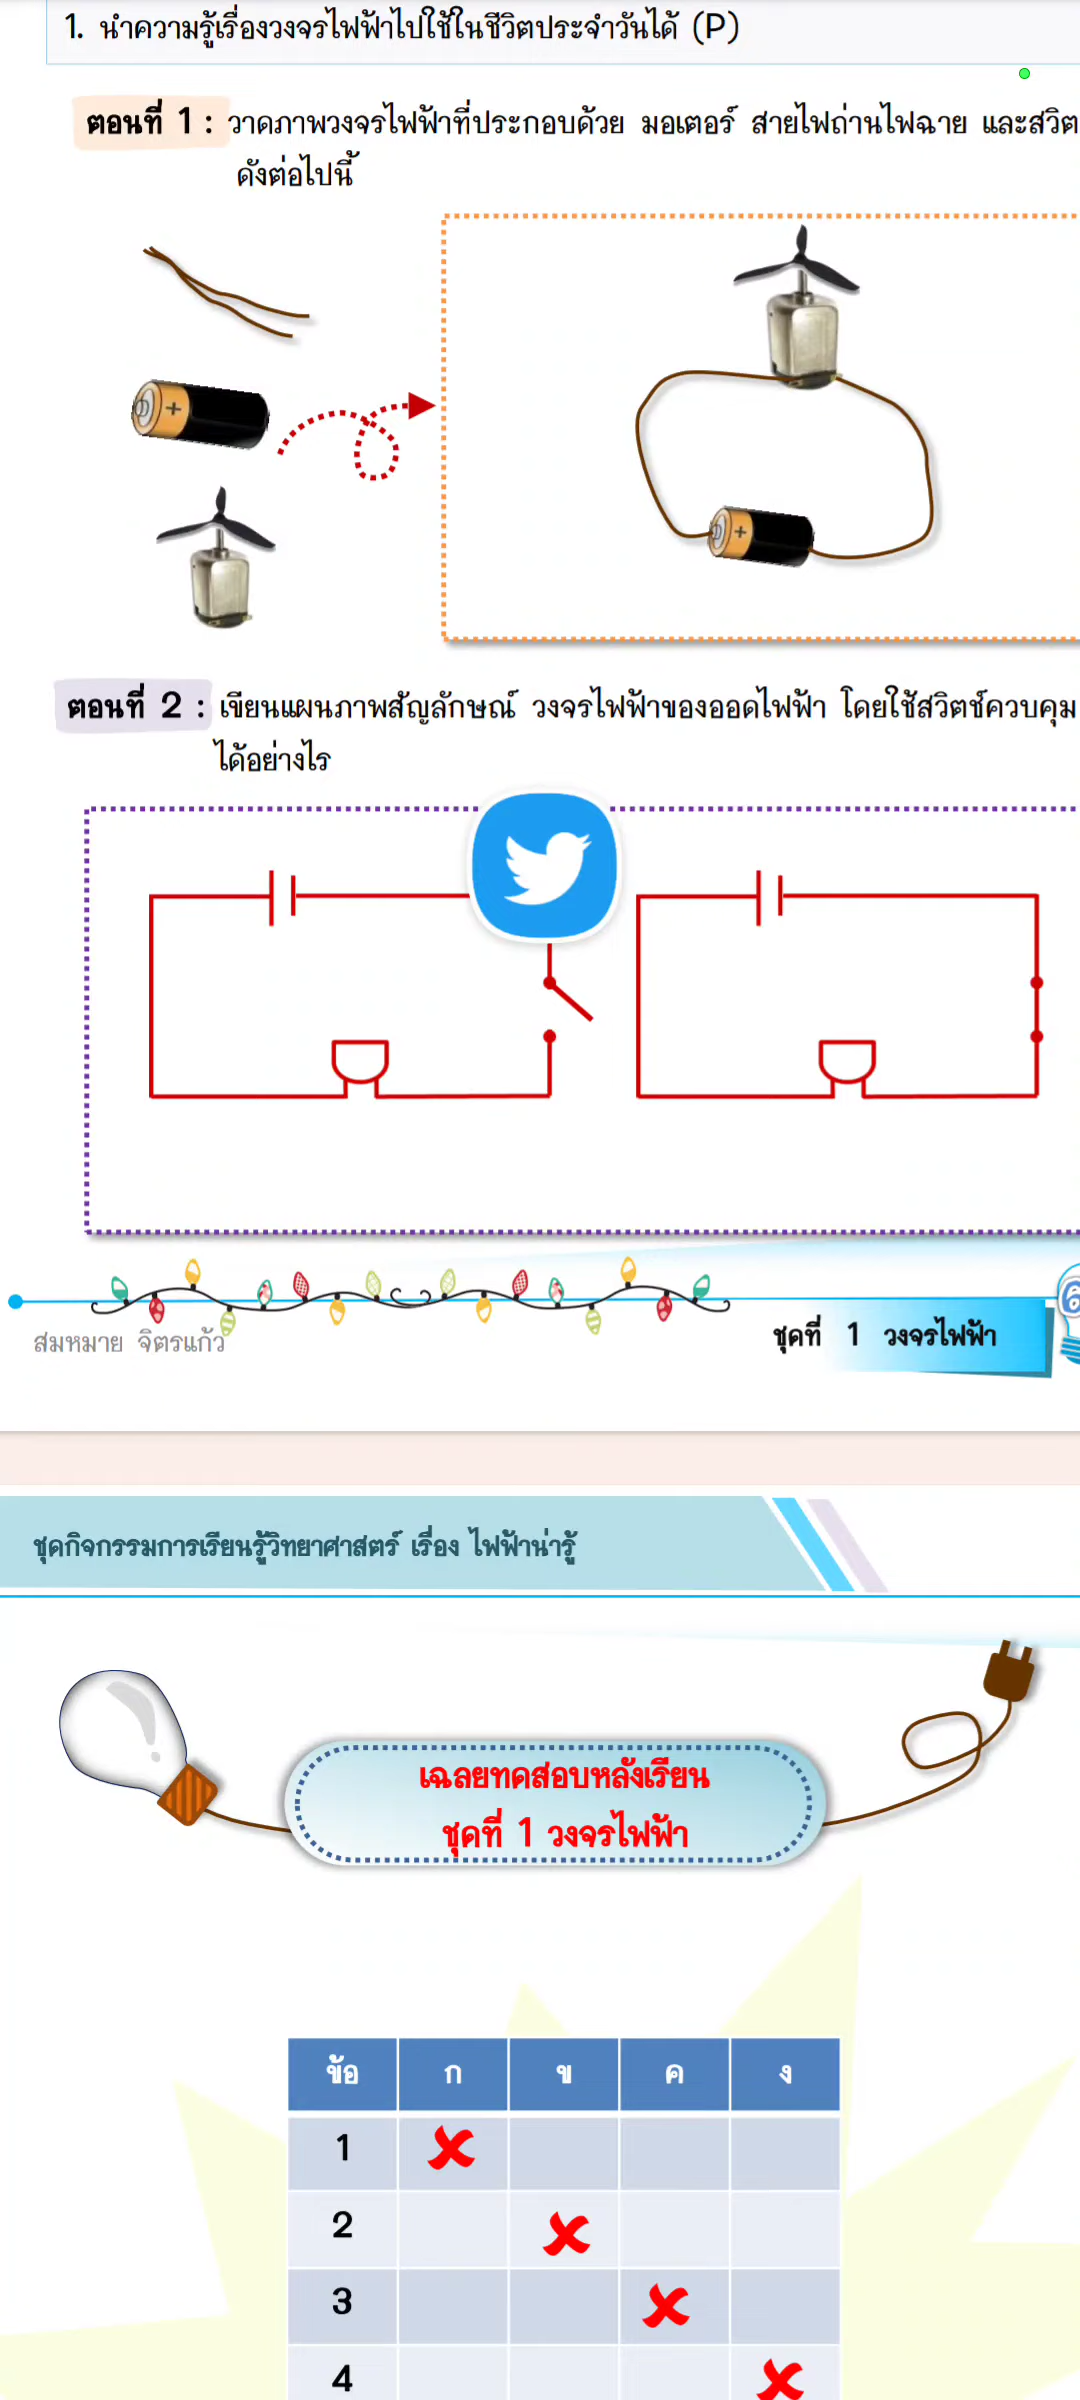 1. นำความรู้เรื่องวงจรไฟฟ้าไปใช้ในชีวิตประจำวันได้ (P)
ตอนที่ 1 : วาดภาพวงจรไฟฟ้าที่ประกอบด้วย มอเตอร์ สายไฟถ่านไฟฉาย และสวิต
ดังต่อไปนี้
+
+
ตอนที่ 2 : เขียนแผนภาพสัญลักษณ์ วงจรไฟฟ้าของออดไฟฟ้า โดยใช้สวิตช์ควบคุม
ได้อย่างไร
สมหมาย จิตรแก้ว
ชุดที่ 1 วงจรไฟฟ้า
6
ชุดกิจกรรมการเรียนรู้วิทยาศาสตร์ เรื่อง ไฟฟ้าน่ารู้
เฉลยทดสอบหลังเรียน
ชุดที่ 1 วงจรไฟฟ้า
ข้อ ก ข ค ง
1
2
3
4